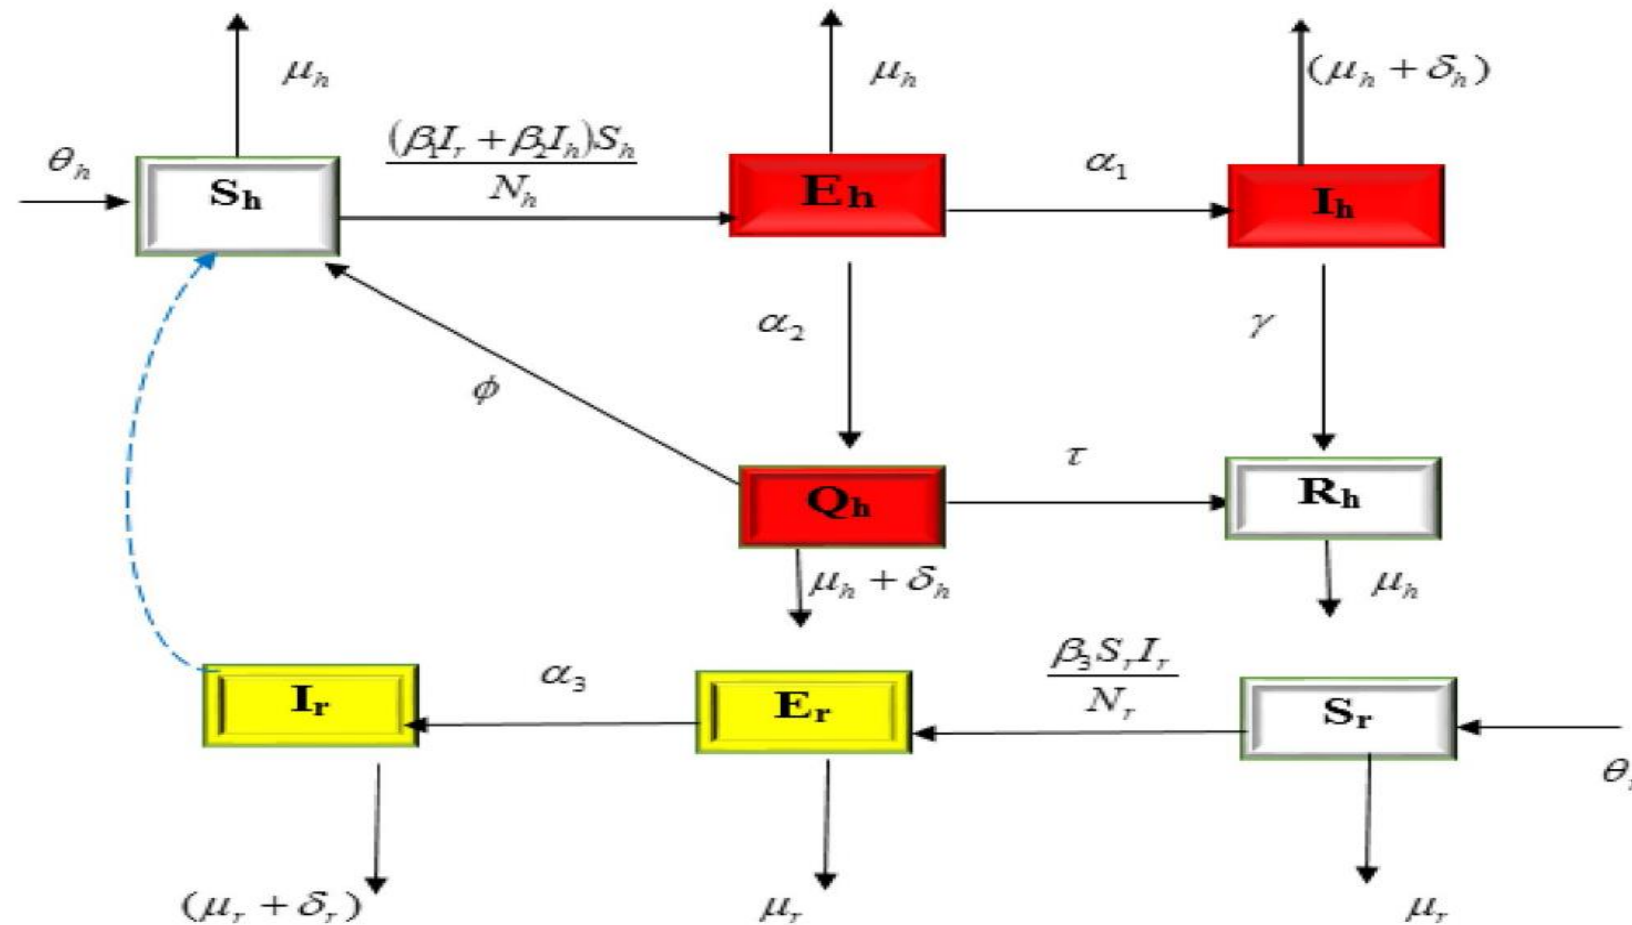 μₕ
μₕ
(μₕ + δₕ)
θₕ
(β₁Iᵣ + β₂Iₕ)Sₕ
Nₕ
α₁
Sₕ
Eₕ
Iₕ
α₂
γ
ϕ
τ
Qₕ
Rₕ
μₕ + δₕ
μₕ
α₃
β₃SᵣIᵣ
Nᵣ
Iᵣ
Eᵣ
Sᵣ
θᵣ
(μᵣ + δᵣ)
μᵣ
μᵣ